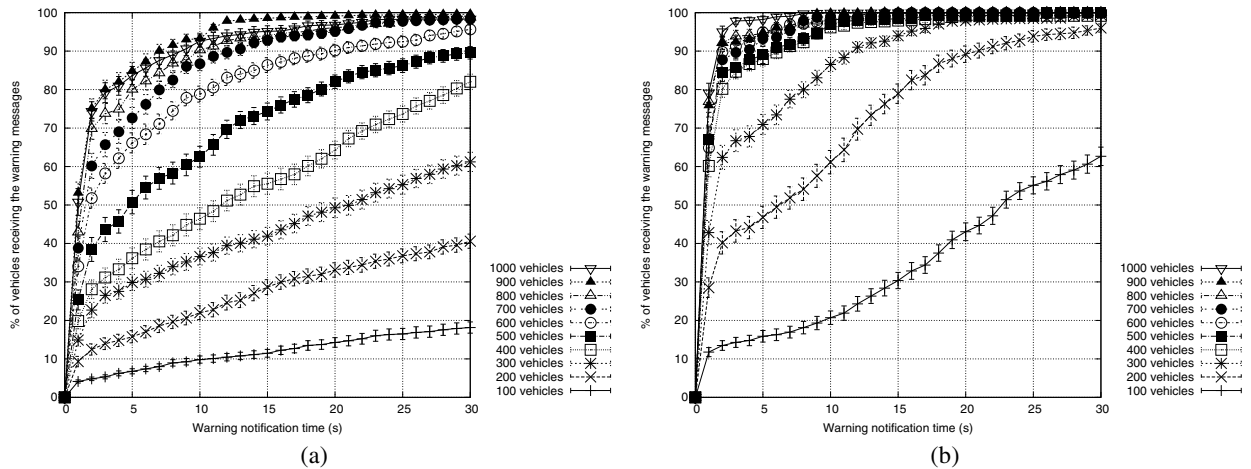 100
90
80
70
60
50
40
30
20
10
0
% of vehicles receiving the warning messages
0 5 10 15 20 25 30
Warning notification time (s)
1000 vehicles
900 vehicles
800 vehicles
700 vehicles
600 vehicles
500 vehicles
400 vehicles
300 vehicles
200 vehicles
100 vehicles
(a)
100
90
80
70
60
50
40
30
20
10
0
% of vehicles receiving the warning messages
0 5 10 15 20 25 30
Warning notification time (s)
1000 vehicles
900 vehicles
800 vehicles
700 vehicles
600 vehicles
500 vehicles
400 vehicles
300 vehicles
200 vehicles
100 vehicles
(b)